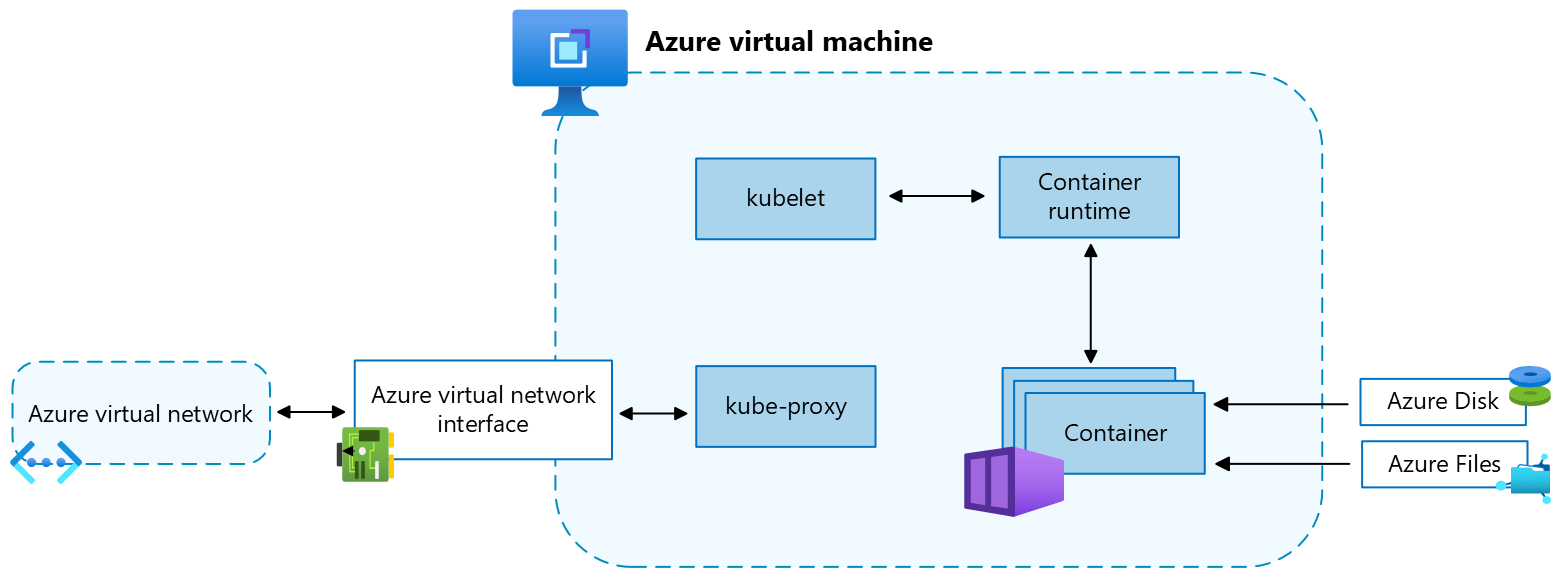 Azure virtual machine
kubelet
Container
runtime
Azure virtual network
Azure virtual network
interface
kube-proxy
Container
Azure Disk
Azure Files